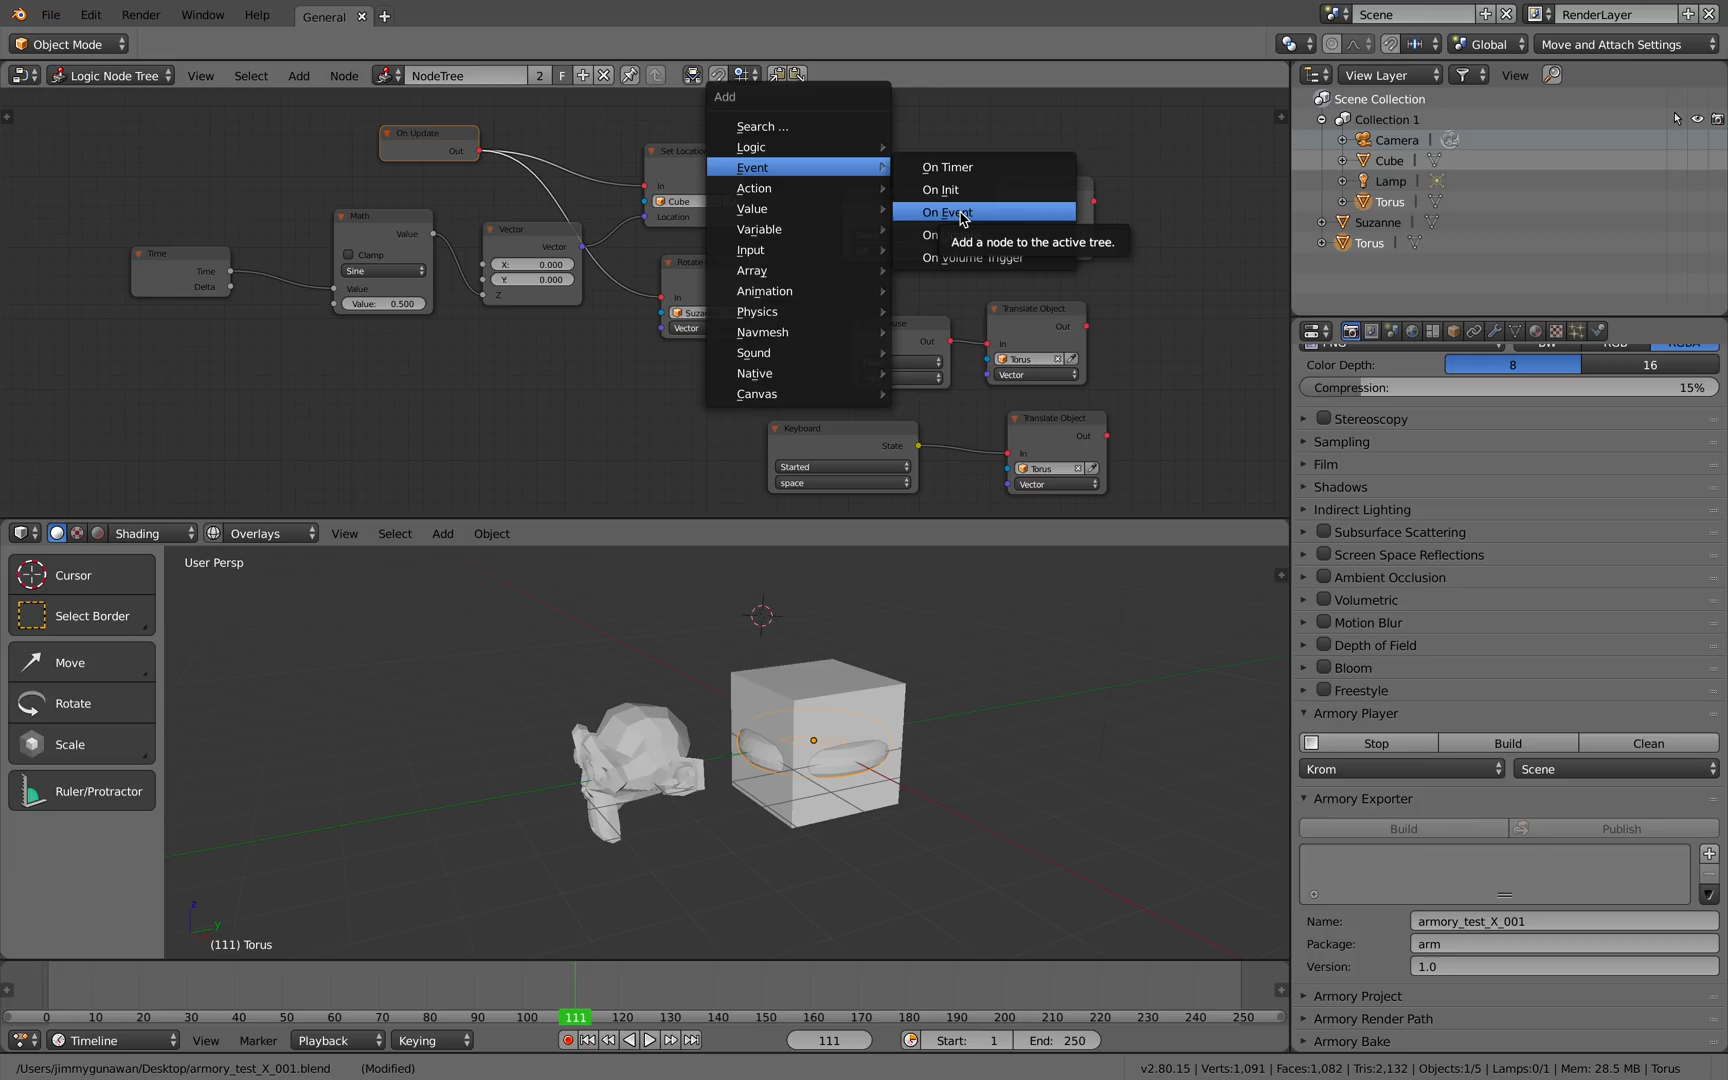 File Edit Render Window Help General Scene RenderLayer
Object Mode Global Move and Attach Settings
Logic Node Tree View Select Add Node NodeTree 2 F
View Layer View
Scene Collection
Collection 1
Camera
Cube
Lamp
Torus
Suzanne
Torus
On Update
Out
Set Locatio
In
Cube
Location
Math
Value
Clamp
Sine
Value
Value: 0.500
Time
Time
Delta
Vector
Vector
X: 0.000
Y: 0.000
Z
Rotate
In
Suza
Vector
Add
Search ...
Logic
Event
Action
Value
Variable
Input
Array
Animation
Physics
Navmesh
Sound
Native
Canvas
On Timer
On Init
On Event
On
Add a node to the active tree.
On Volume Trigger
Out
Translate Object
Out
In
Torus
Vector
Keyboard
State
Started
space
Translate Object
Out
In
Torus
Vector
Shading Overlays View Select Add Object
Cursor
Select Border
Move
Rotate
Scale
Ruler/Protractor
User Persp
z
y
(111) Torus
Color Depth: 8 16
Compression: 15%
Stereoscopy
Sampling
Film
Shadows
Indirect Lighting
Subsurface Scattering
Screen Space Reflections
Ambient Occlusion
Volumetric
Motion Blur
Depth of Field
Bloom
Freestyle
Armory Player
Stop Build Clean
Krom Scene
Armory Exporter
Build Publish
Name: armory_test_X_001
Package: arm
Version: 1.0
Armory Project
Armory Render Path
Armory Bake
0 10 20 30 40 50 60 70 80 90 100 111 120 130 140 150 160 170 180 190 200 210 220 230 240 250
Timeline View Marker Playback Keying 111 Start: 1 End: 250
/Users/jimmygunawan/Desktop/armory_test_X_001.blend (Modified)
v2.80.15 | Verts:1,091 | Faces:1,082 | Tris:2,132 | Objects:1/5 | Lamps:0/1 | Mem: 28.5 MB | Torus